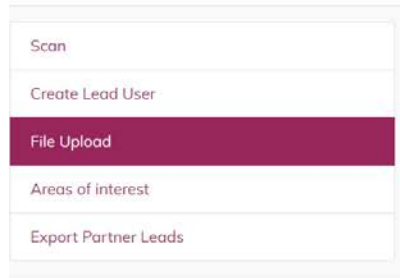 Scan
Create Lead User
File Upload
Areas of interest
Export Partner Leads